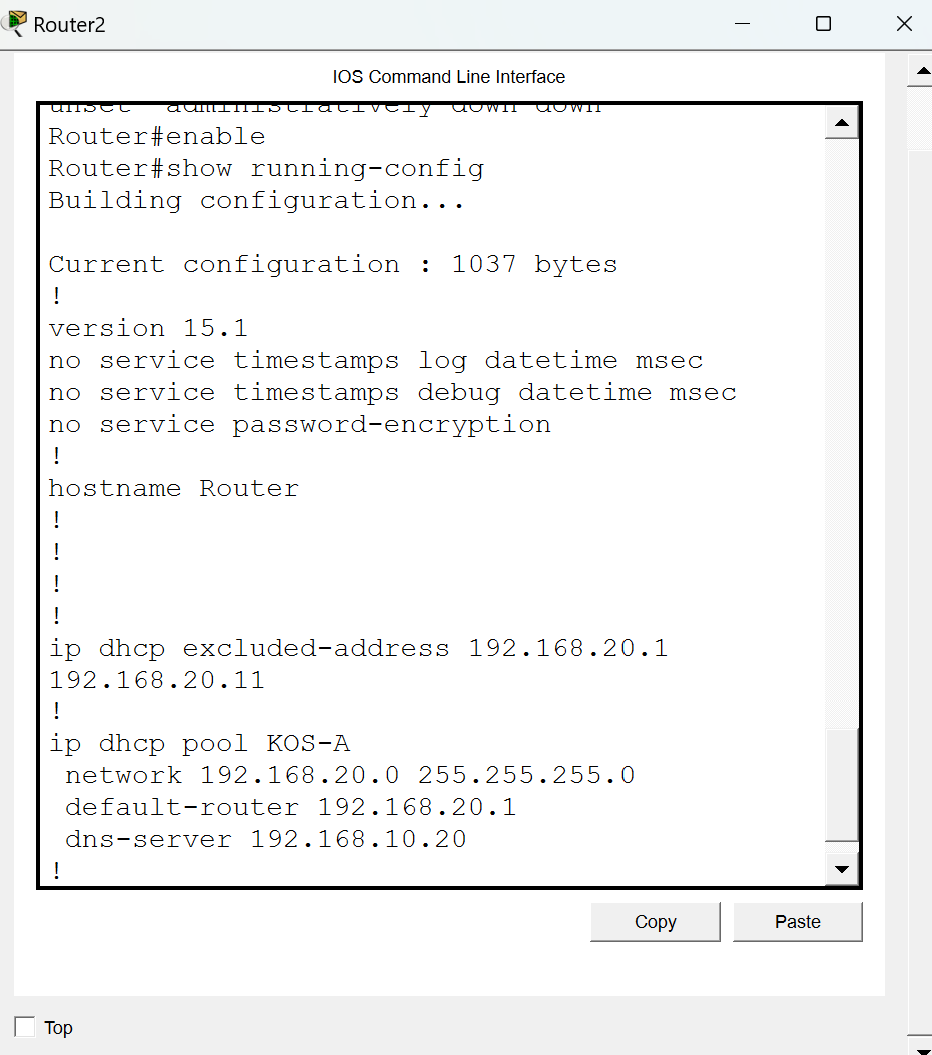 Router2
IOS Command Line Interface
unset  administratively down down
Router#enable
Router#show running-config
Building configuration...
Current configuration : 1037 bytes
!
version 15.1
no service timestamps log datetime msec
no service timestamps debug datetime msec
no service password-encryption
!
hostname Router
!
!
!
!
ip dhcp excluded-address 192.168.20.1
192.168.20.11
!
ip dhcp pool KOS-A
 network 192.168.20.0 255.255.255.0
 default-router 192.168.20.1
 dns-server 192.168.10.20
!
Copy Paste
Top